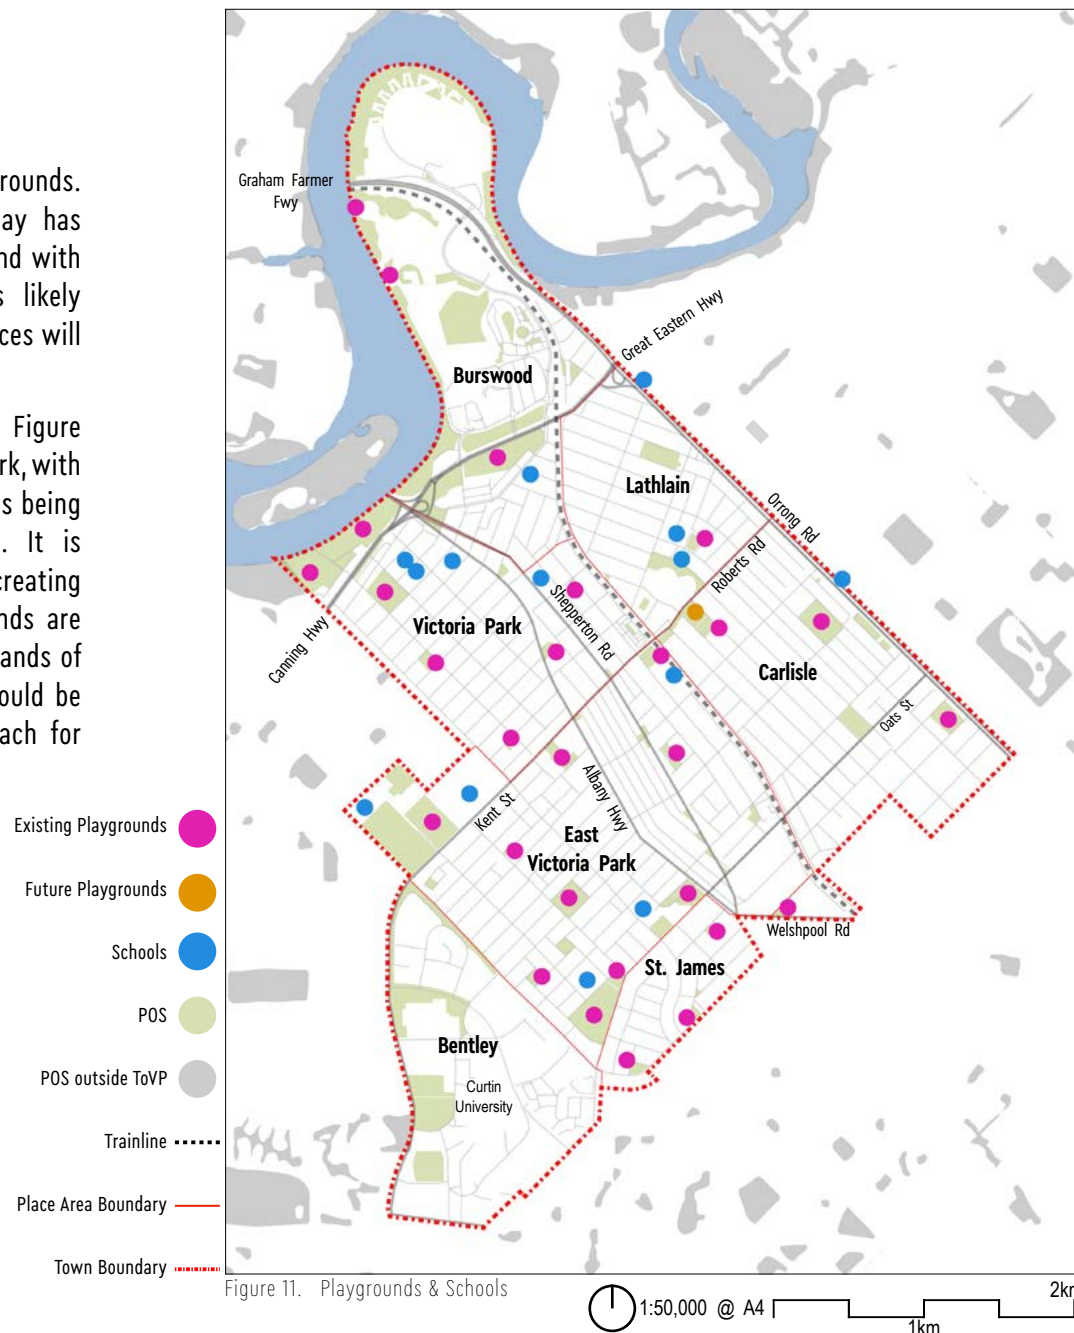 rounds.
ay has
nd with
s likely
ces will
Figure
rk, with
s being
. It is
creating
nds are
ands of
ould be
ach for
Existing Playgrounds
Future Playgrounds
Schools
POS
POS outside ToVP
Trainline
Place Area Boundary
Town Boundary
Graham Farmer
Fwy
Great Eastern Hwy
Burswood
Lathlain
Orrong Rd
Roberts Rd
Shepperton Rd
Victoria Park
Canning Hwy
Carlisle
Oats St
Albany Hwy
Kent St
East
Victoria Park
Welshpool Rd
St. James
Bentley
Curtin
University
Figure 11. Playgrounds & Schools
1:50,000 @ A4
1km
2km